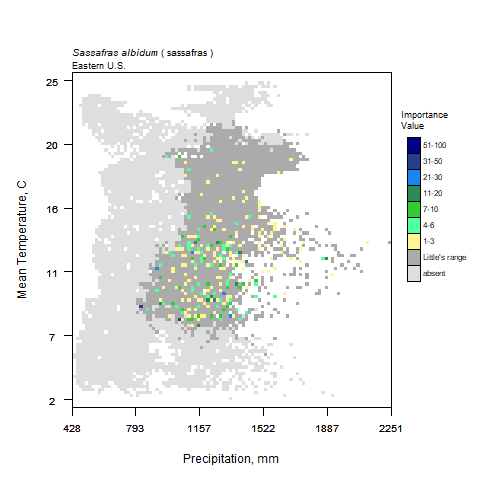 Sassafras albidum ( sassafras )
Eastern U.S.
25
20
16
11
7
2
Mean Temperature, C
428 793 1157 1522 1887 2251
Precipitation, mm
Importance
Value
51-100
31-50
21-30
11-20
7-10
4-6
1-3
Little's range
absent